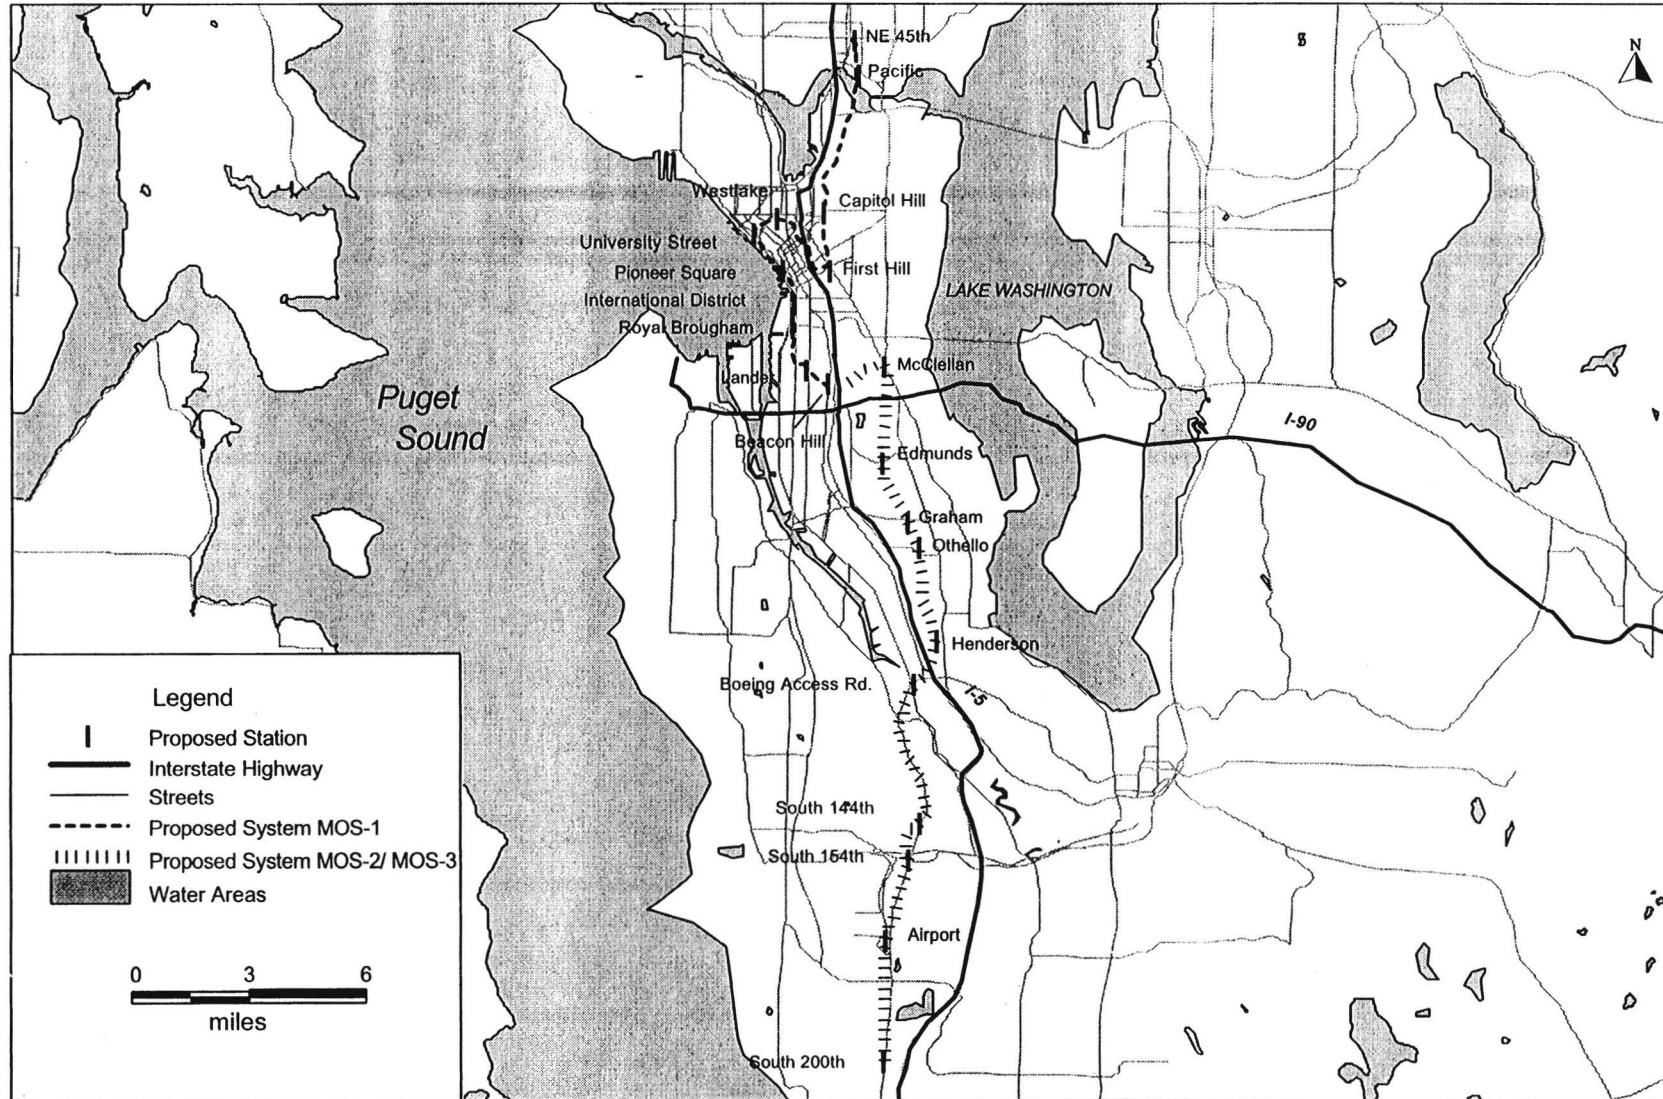 N
NE 45th
Pacific
Westlake
Capitol Hill
University Street
Pioneer Square
First Hill
International District
LAKE WASHINGTON
Royal Brougham
McClellan
Lander
Puget
Sound
I-90
Beacon Hill
Edmunds
Graham
Othello
Henderson
Boeing Access Rd.
I-5
South 144th
South 154th
Airport
South 200th
Legend
Proposed Station
Interstate Highway
Streets
Proposed System MOS-1
Proposed System MOS-2/ MOS-3
Water Areas
0 3 6
miles